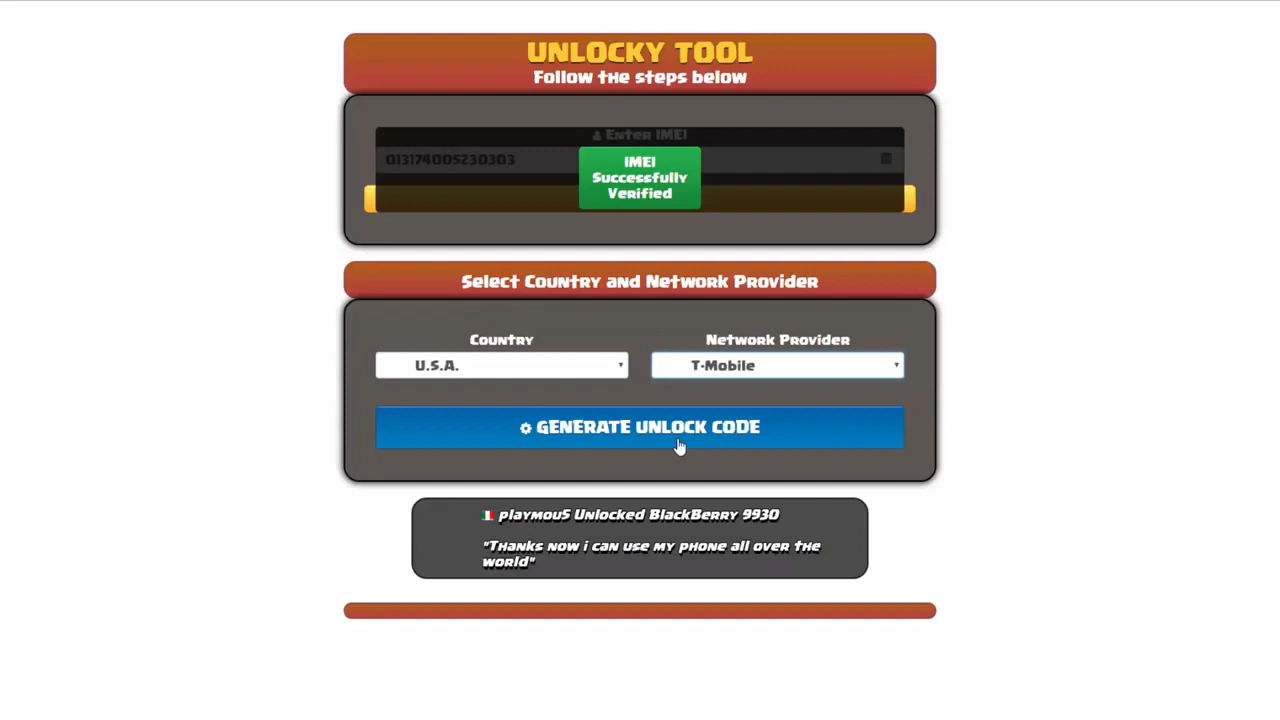 UNLOCKY TOOL
Follow the steps below
Enter IMEI
013174005230303
IMEI
Successfully
Verified
Select Country and Network Provider
Country
Network Provider
U.S.A.
T-Mobile
GENERATE UNLOCK CODE
playmou5 Unlocked BlackBerry 9930
"Thanks now i can use my phone all over the
world"